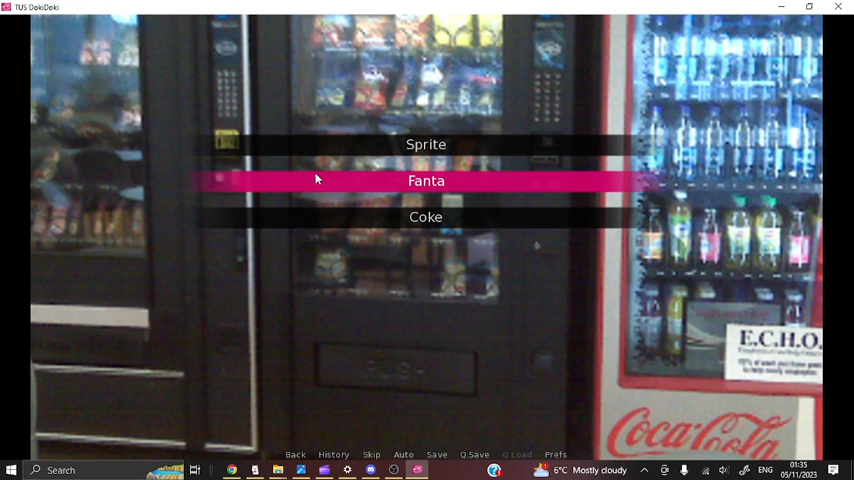 TUS DokiDoki
Sprite
Fanta
Coke
PUSH
E.C.H.O.
Coca-Cola
Back History Skip Auto Save Q.Save Q.Load Prefs
Search
6°C Mostly cloudy
ENG
01:35
05/11/2023